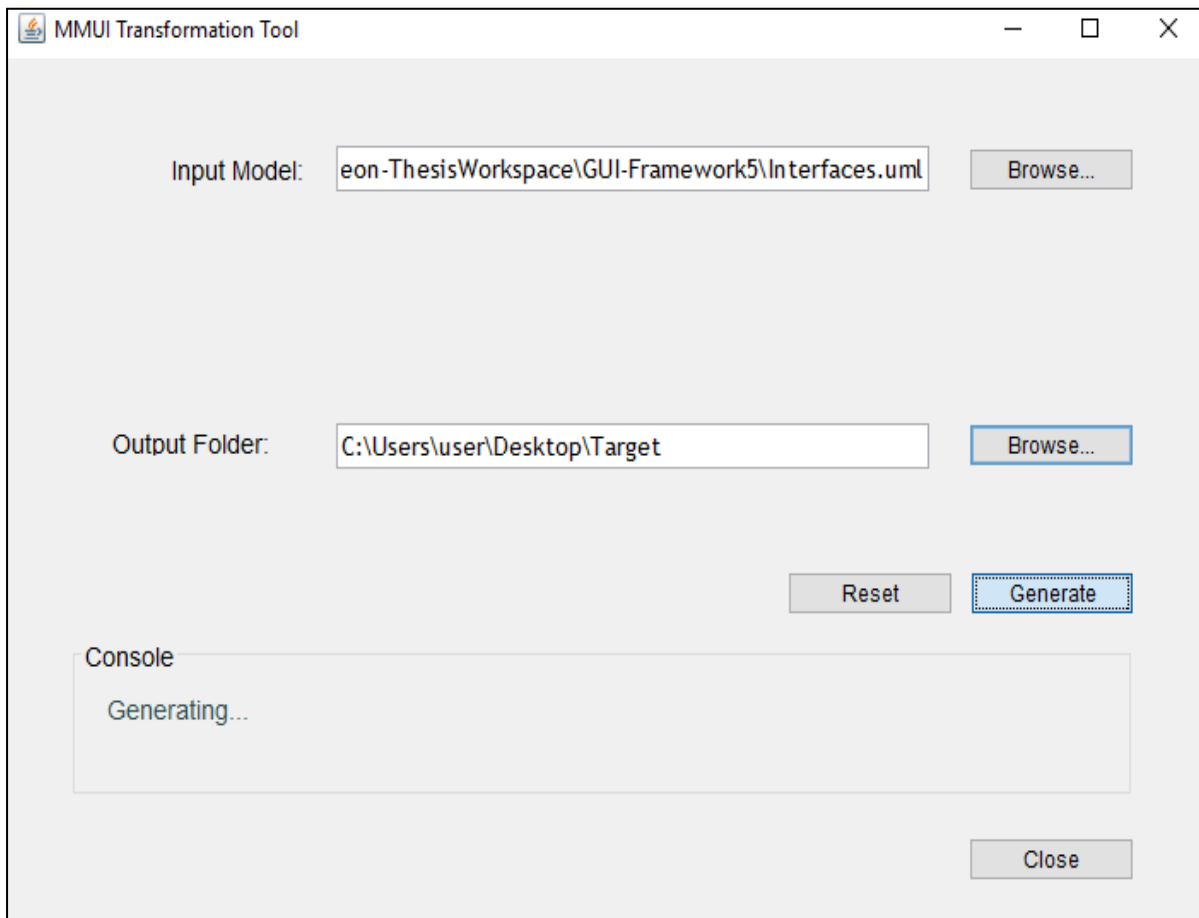 MMUI Transformation Tool
Input Model: eon-ThesisWorkspace\GUI-Framework5\Interfaces.uml Browse...
Output Folder: C:\Users\user\Desktop\Target Browse...
Reset Generate
Console
Generating...
Close